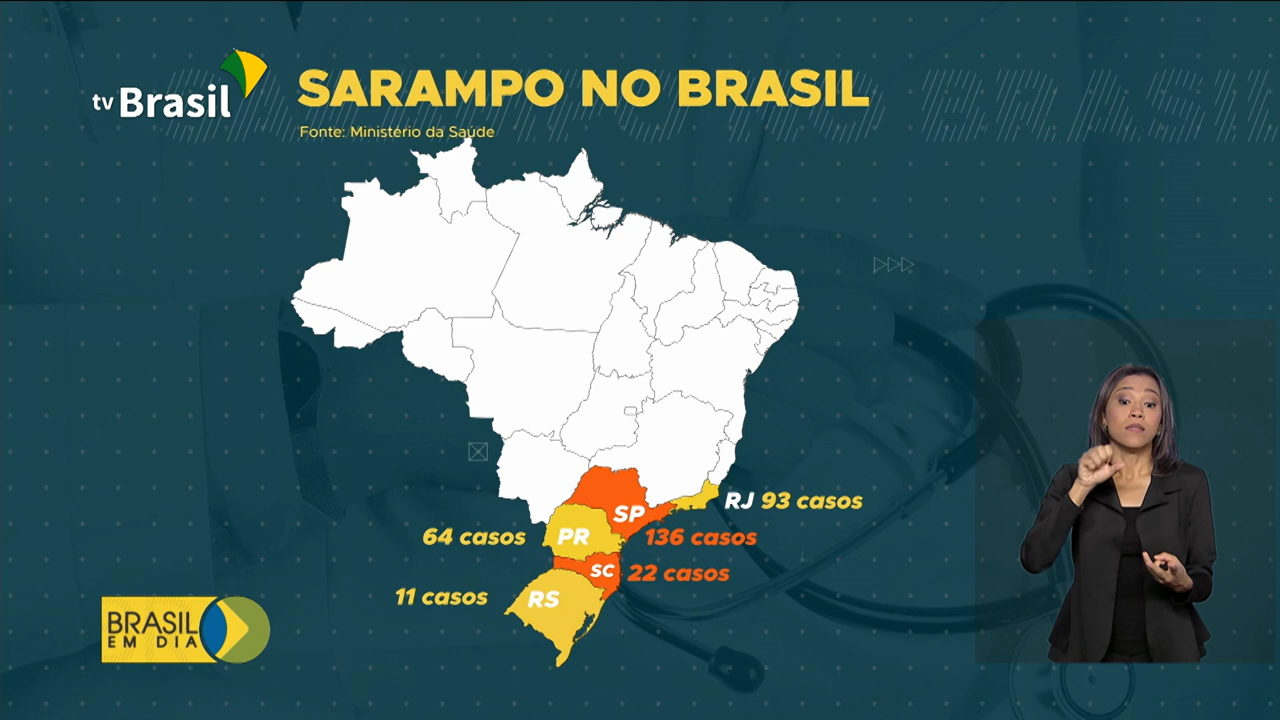 tv Brasil
SARAMPO NO BRASIL
Fonte: Ministério da Saúde
RJ 93 casos
SP
136 casos
64 casos
PR
SC
22 casos
11 casos
RS
BRASIL
EM DIA